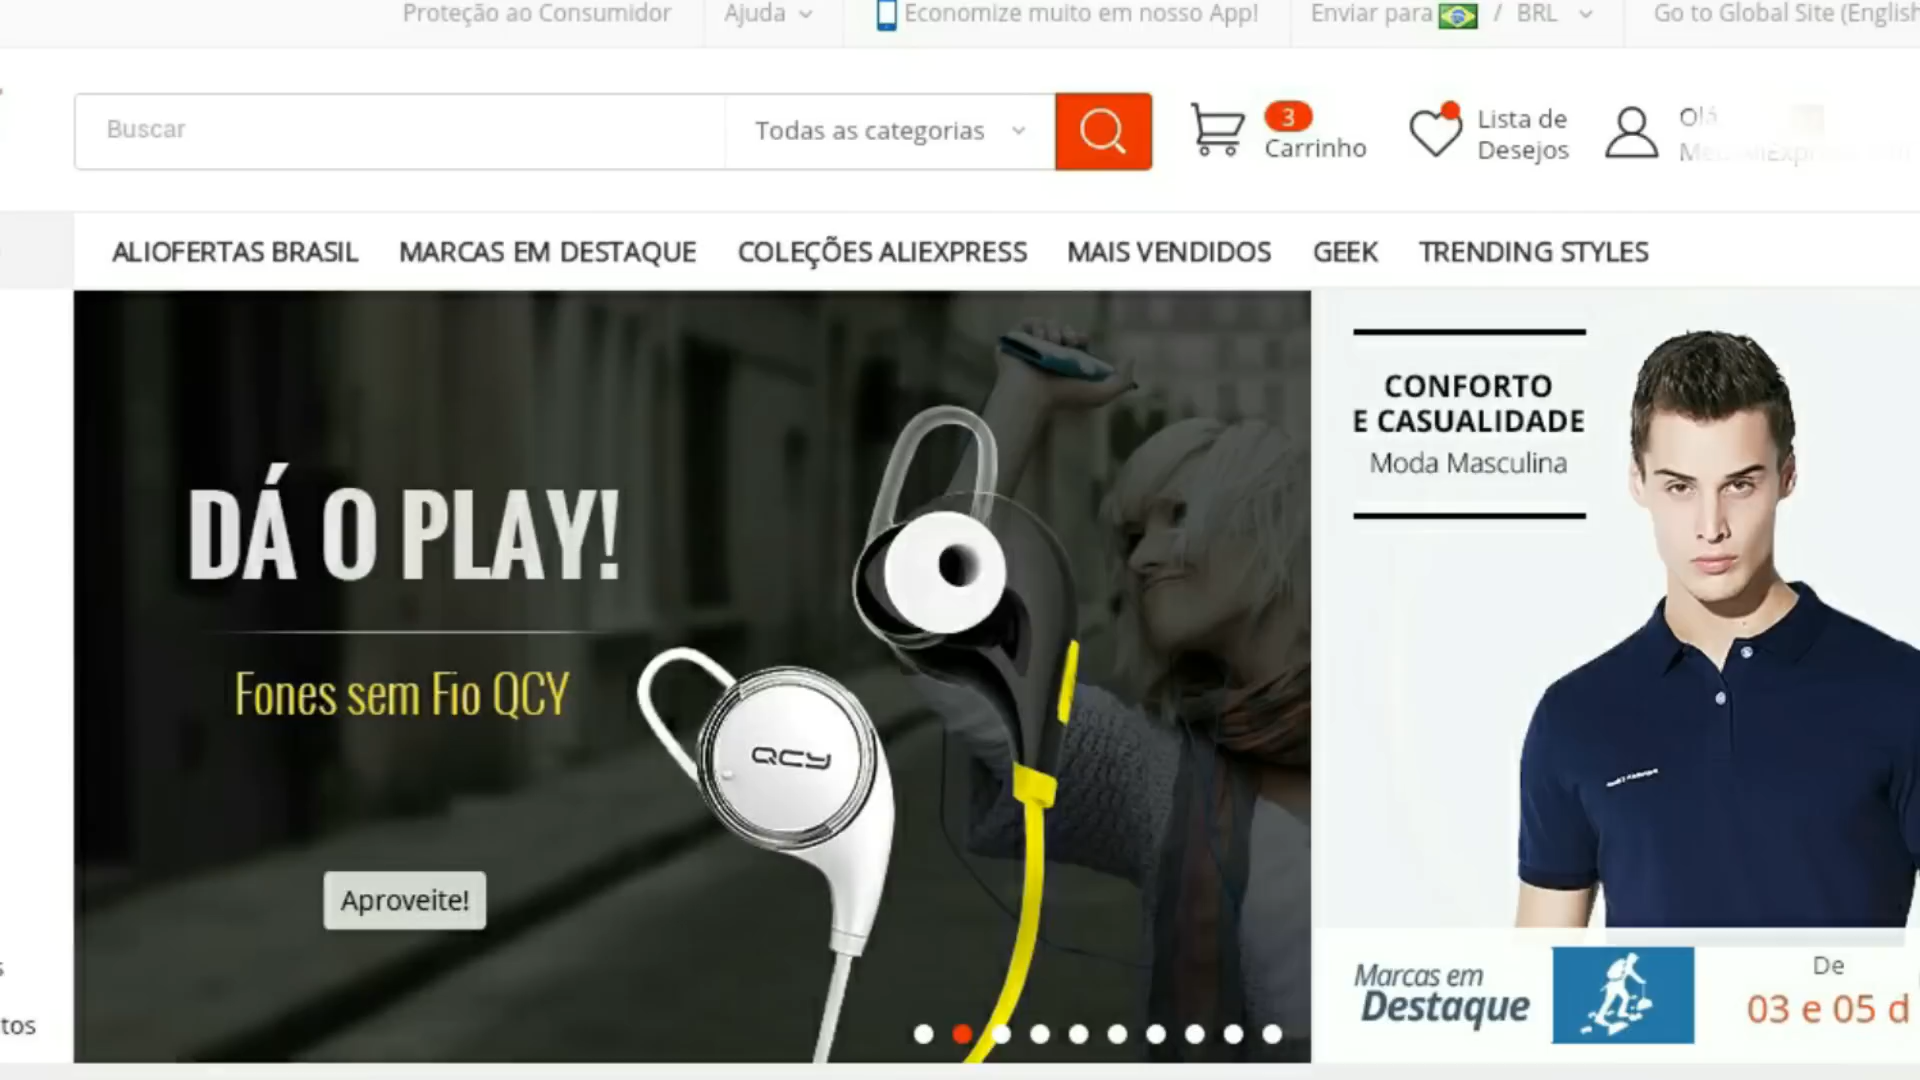 Proteção ao Consumidor
Ajuda
Economize muito em nosso App!
Enviar para / BRL
Go to Global Site (English
Buscar
Todas as categorias
3
Carrinho
Lista de
Desejos
Olá
ALIOFERTAS BRASIL
MARCAS EM DESTAQUE
COLEÇÕES ALIEXPRESS
MAIS VENDIDOS
GEEK
TRENDING STYLES
DÁ O PLAY!
Fones sem Fio QCY
QCY
Aproveite!
CONFORTO
E CASUALIDADE
Moda Masculina
Marcas em
Destaque
De
03 e 05 d
tos